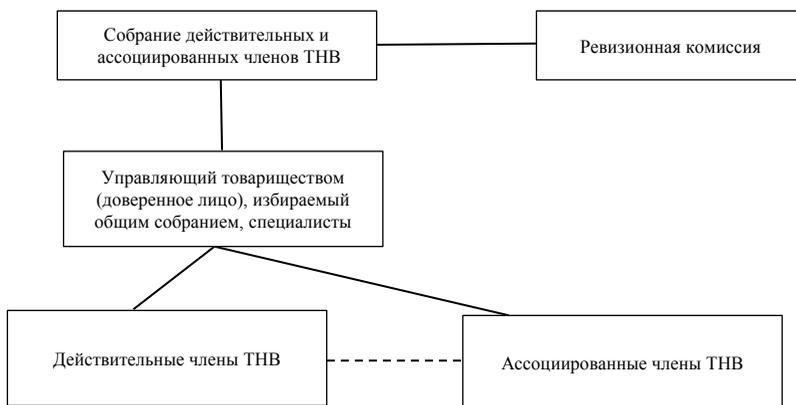 Собрание действительных и
ассоциированных членов ТНВ
Ревизионная комиссия
Управляющий товариществом
(доверенное лицо), избираемый
общим собранием, специалисты
Действительные члены ТНВ
Ассоциированные члены ТНВ